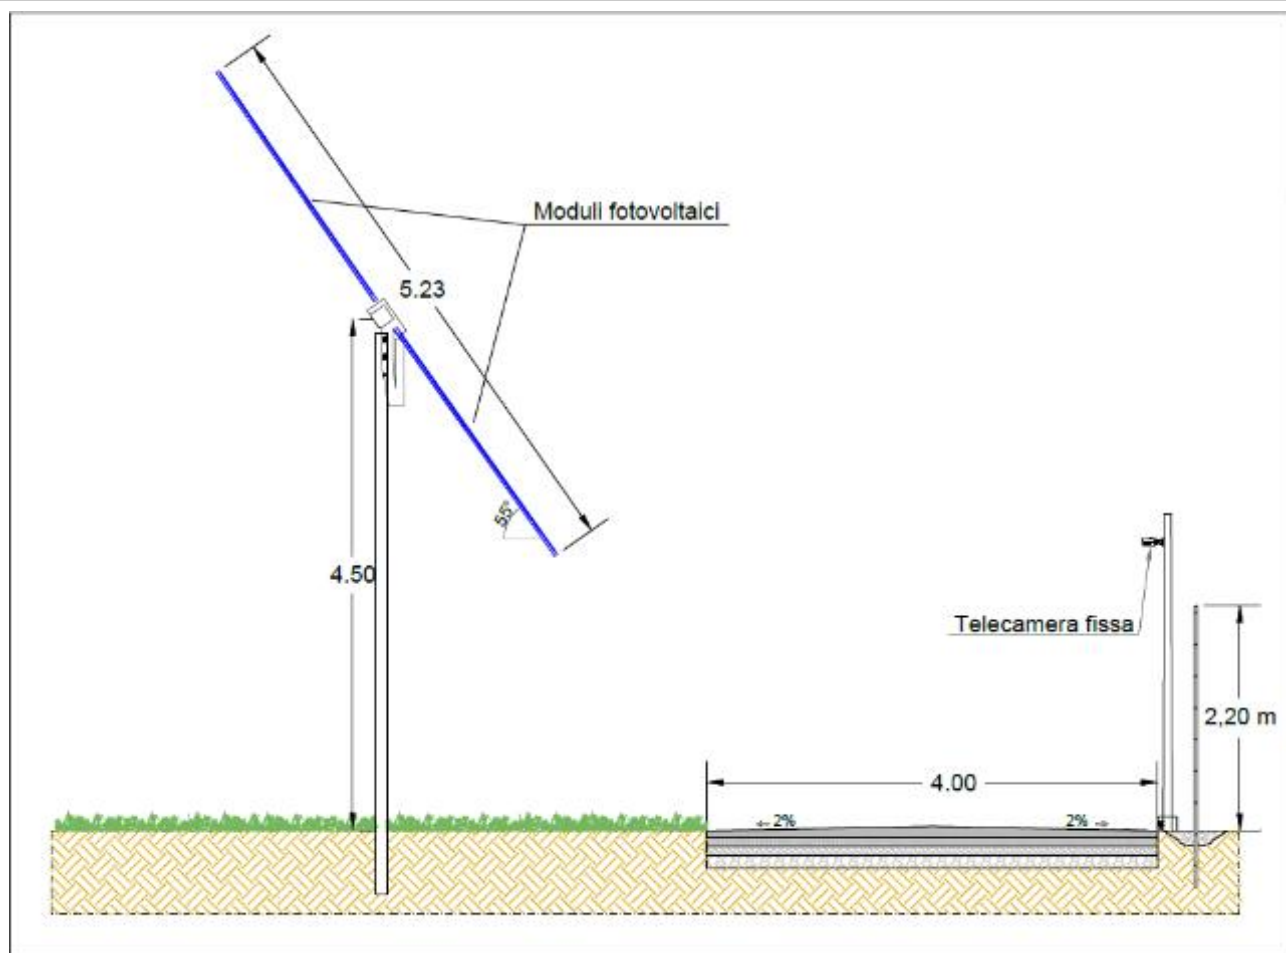 Moduli fotovoltaici
5.23
55°
4.50
Telecamera fissa
2,20 m
4.00
2%
2%